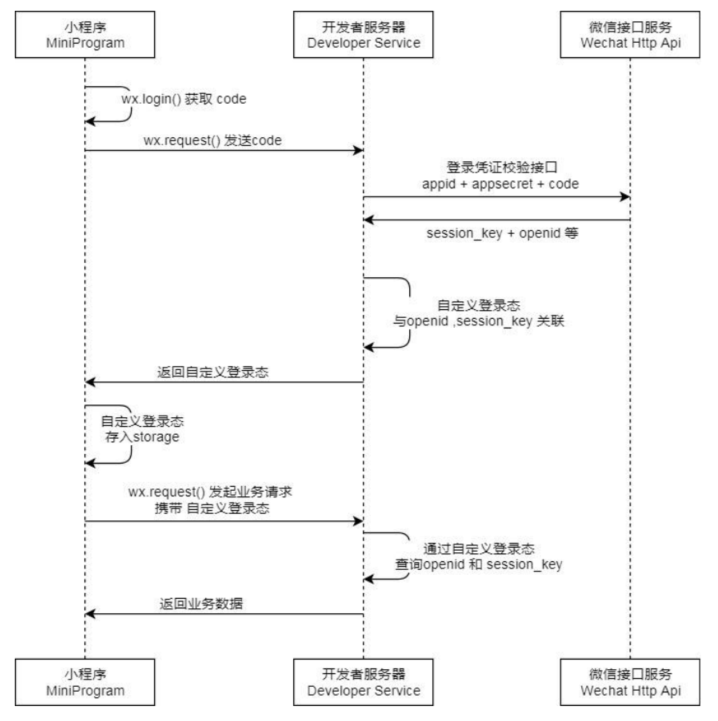 小程序
MiniProgram
开发者服务器
Developer Service
微信接口服务
Wechat Http Api
wx.login() 获取 code
wx.request() 发送code
登录凭证校验接口
appid + appsecret + code
session_key + openid 等
自定义登录态
与openid ,session_key 关联
返回自定义登录态
自定义登录态
存入storage
wx.request() 发起业务请求
携带 自定义登录态
通过自定义登录态
查询openid 和 session_key
返回业务数据
小程序
MiniProgram
开发者服务器
Developer Service
微信接口服务
Wechat Http Api